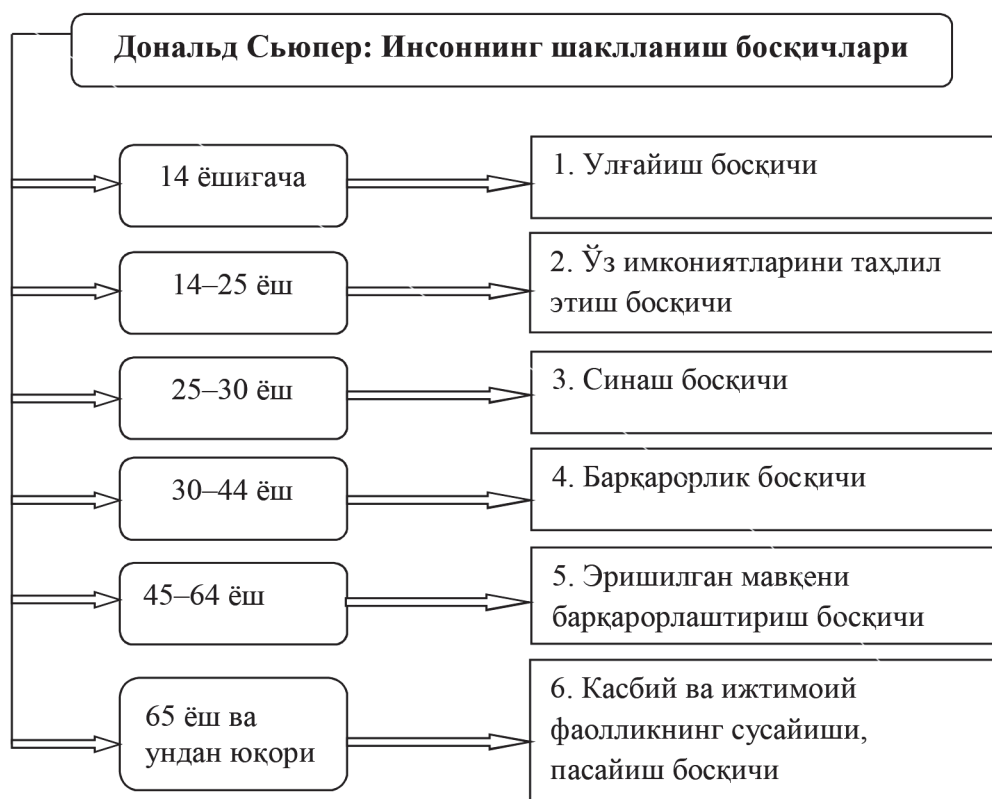 Дональд Сьюпер: Инсоннинг шаклланиш босқичлари
14 ёшигача
1. Улғайиш босқичи
14–25 ёш
2. Ўз имкониятларини таҳлил
этиш босқичи
25–30 ёш
3. Синаш босқичи
30–44 ёш
4. Барқарорлик босқичи
45–64 ёш
5. Эришилган мавқени
барқарорлаштириш босқичи
65 ёш ва
ундан юқори
6. Касбий ва ижтимоий
фаолликнинг сусайиши,
пасайиш босқичи